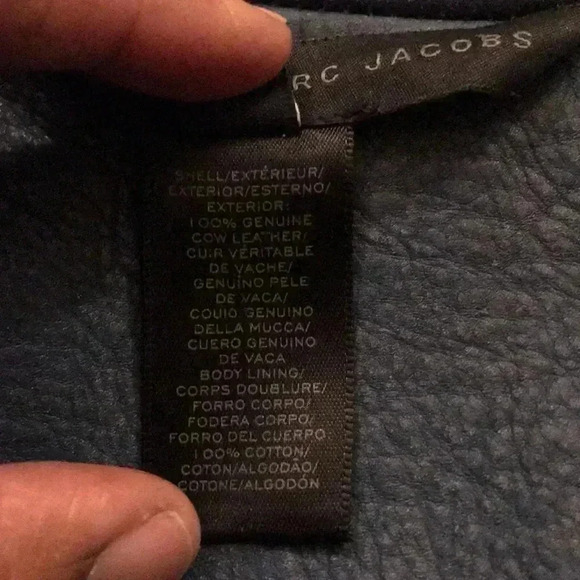 RC JACOBS
SHELL/EXTÉRIEUR/
EXTERIOR/ESTERNO/
EXTERIOR:
100% GENUINE
COW LEATHER/
CUIR VÉRITABLE
DE VACHE/
GENUÍNO PELE
DE VACA/
COUIO GENUINO
DELLA MUCCA/
CUERO GENUINO
DE VACA
BODY LINING/
CORPS DOUBLURE/
FORRO CORPO/
FODERA CORPO/
FORRO DEL CUERPO:
100% COTTON/
COTON/ALGODÃO/
COTONE/ALGODÓN